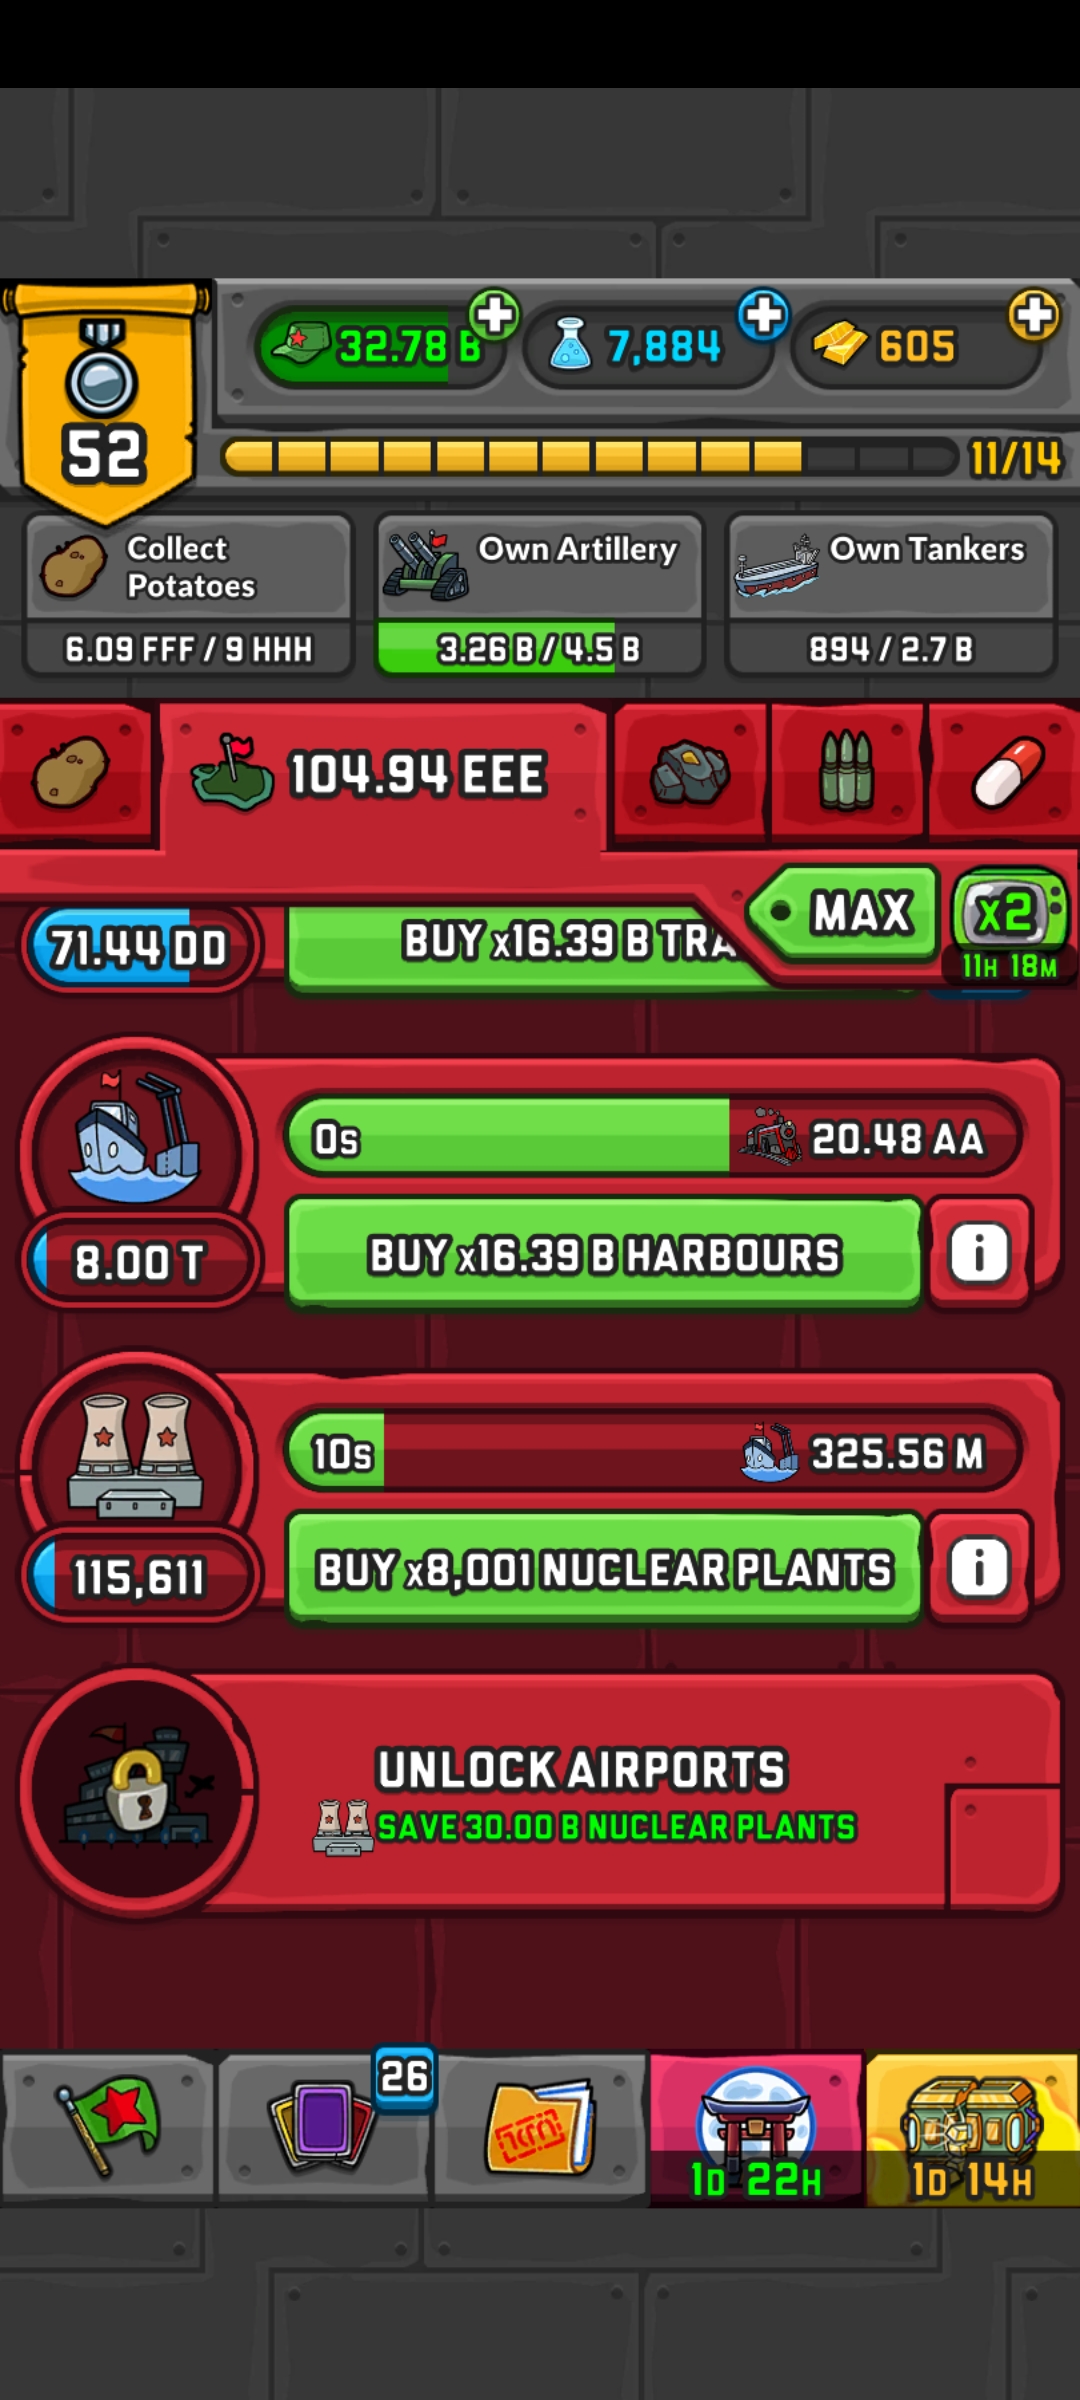 32.78 B
7,884
605
52
11/14
Collect
Potatoes
6.09 FFF / 9 HHH
Own Artillery
3.26 B / 4.5 B
Own Tankers
894 / 2.7 B
104.94 EEE
MAX
x2
11H 18M
71.44 DD
BUY x16.39 B TRA
0s
20.48 AA
8.00 T
BUY x16.39 B HARBOURS
i
10s
325.56 M
115,611
BUY x8,001 NUCLEAR PLANTS
i
UNLOCK AIRPORTS
SAVE 30.00 B NUCLEAR PLANTS
26
1D 22H
1D 14H